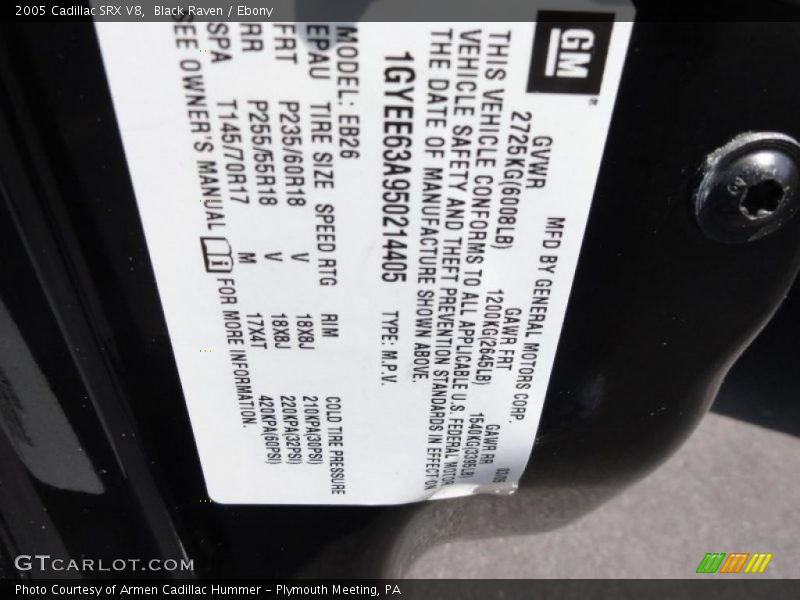 2005 Cadillac SRX V8, Black Raven / Ebony
GM
MFD BY GENERAL MOTORS CORP.
GVWR GAWR FRT GAWR RR
2725KG(6008LB) 1200KG(2645LB) 1540KG(3395LB)
THIS VEHICLE CONFORMS TO ALL APPLICABLE U.S. FEDERAL MOTOR
VEHICLE SAFETY AND THEFT PREVENTION STANDARDS IN EFFECT ON
THE DATE OF MANUFACTURE SHOWN ABOVE.
1GYEE63A950214405 TYPE: M.P.V.
MODEL: EB26
EPAU TIRE SIZE SPEED RTG RIM COLD TIRE PRESSURE
FRT P235/60R18 V 18X8J 210KPA(30PSI)
RR P255/55R18 V 18X8J 220KPA(32PSI)
SPA T145/70R17 M 17X4T 420KPA(60PSI)
SEE OWNER'S MANUAL i FOR MORE INFORMATION.
GTCARLOT.COM
Photo Courtesy of Armen Cadillac Hummer – Plymouth Meeting, PA